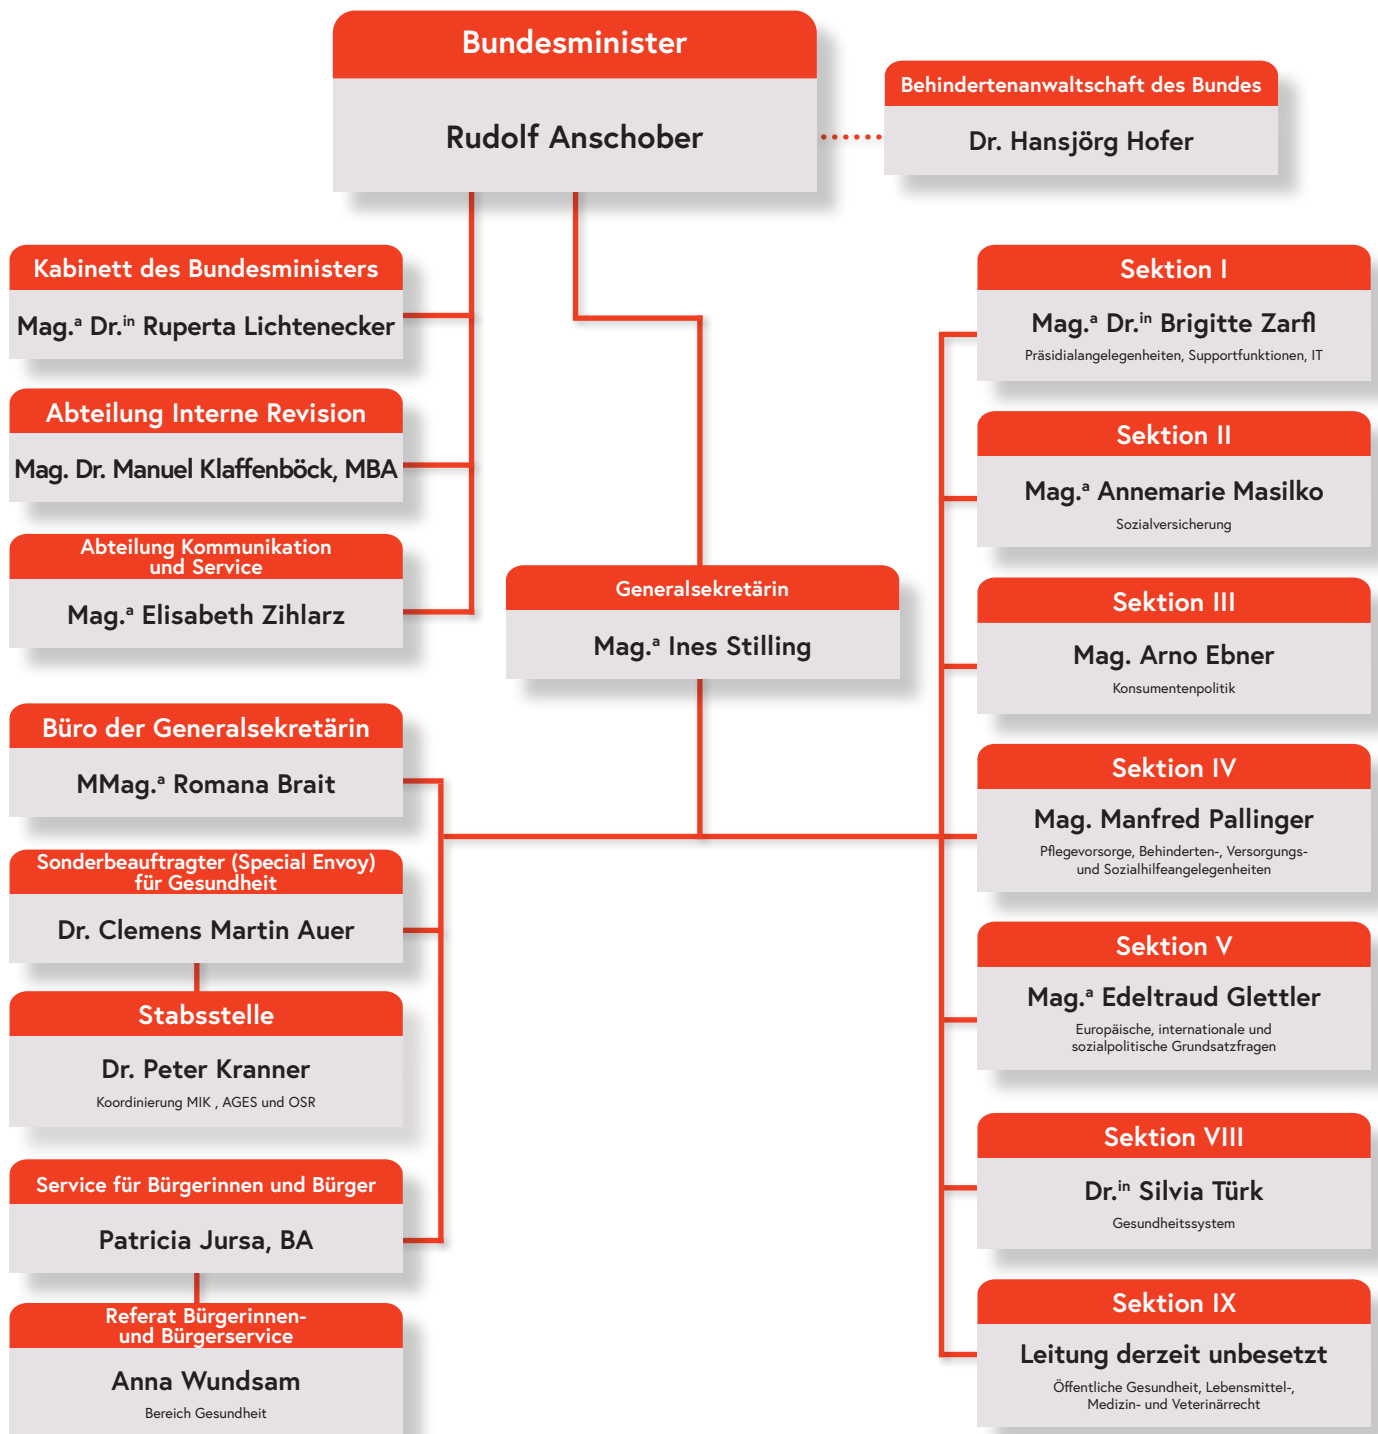 Bundesminister
Rudolf Anschober
Behindertenanwaltschaft des Bundes
Dr. Hansjörg Hofer
Kabinett des Bundesministers
Mag.ª Dr.ⁱⁿ Ruperta Lichtenecker
Abteilung Interne Revision
Mag. Dr. Manuel Klaffenböck, MBA
Abteilung Kommunikation
und Service
Mag.ª Elisabeth Zihlarz
Generalsekretärin
Mag.ª Ines Stilling
Büro der Generalsekretärin
MMag.ª Romana Brait
Sonderbeauftragter (Special Envoy)
für Gesundheit
Dr. Clemens Martin Auer
Stabsstelle
Dr. Peter Kranner
Koordinierung MIK , AGES und OSR
Service für Bürgerinnen und Bürger
Patricia Jursa, BA
Referat Bürgerinnen-
und Bürgerservice
Anna Wundsam
Bereich Gesundheit
Sektion I
Mag.ª Dr.ⁱⁿ Brigitte Zarfl
Präsidialangelegenheiten, Supportfunktionen, IT
Sektion II
Mag.ª Annemarie Masilko
Sozialversicherung
Sektion III
Mag. Arno Ebner
Konsumentenpolitik
Sektion IV
Mag. Manfred Pallinger
Pflegevorsorge, Behinderten-, Versorgungs-
und Sozialhilfeangelegenheiten
Sektion V
Mag.ª Edeltraud Glettler
Europäische, internationale und
sozialpolitische Grundsatzfragen
Sektion VIII
Dr.ⁱⁿ Silvia Türk
Gesundheitssystem
Sektion IX
Leitung derzeit unbesetzt
Öffentliche Gesundheit, Lebensmittel-,
Medizin- und Veterinärrecht